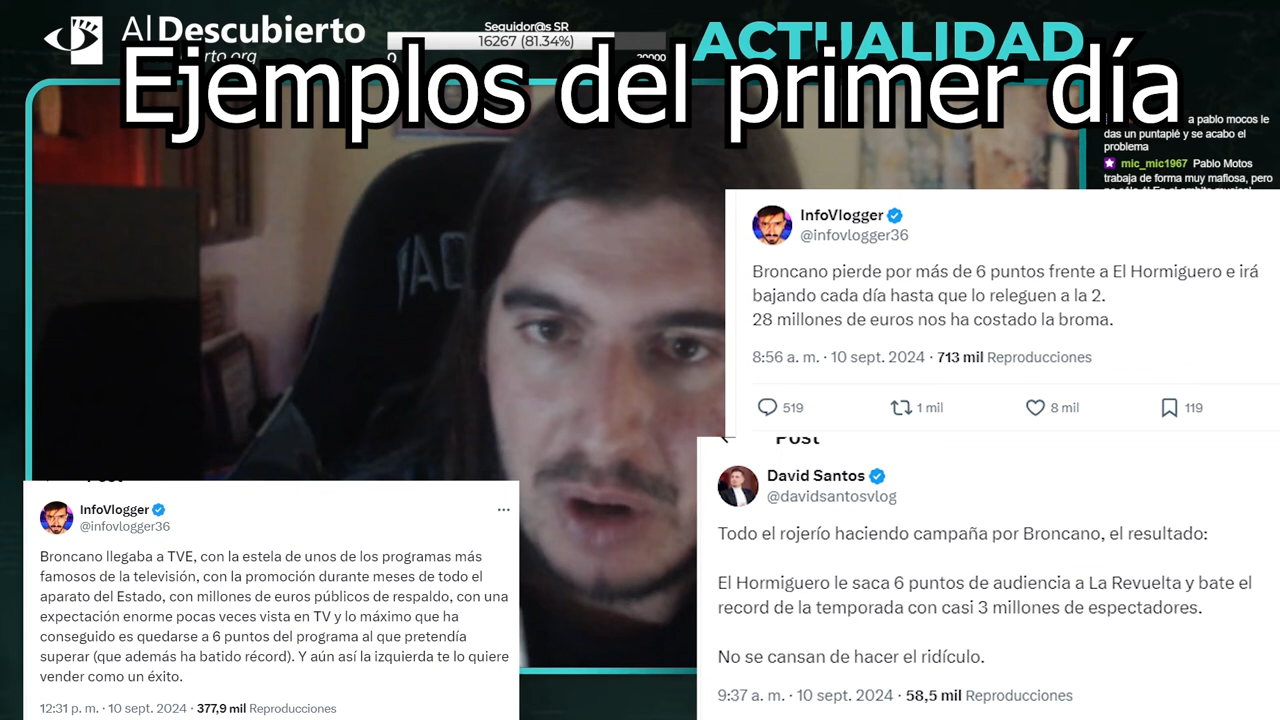 Al Descubierto
Seguidor@s SR
16267 (81.34%)
0
20000
ACTUALIDAD
Ejemplos del primer día
a pablo mocos le
das un puntapié y se acabo el
problema
mic_mic1967 Pablo Motos
trabaja de forma muy mafiosa, pero
InfoVlogger
@infovlogger36
Broncano pierde por más de 6 puntos frente a El Hormiguero e irá
bajando cada día hasta que lo releguen a la 2.
28 millones de euros nos ha costado la broma.
8:56 a. m. · 10 sept. 2024 · 713 mil Reproducciones
519
1 mil
8 mil
119
Post
David Santos
@davidsantosvlog
Todo el rojerío haciendo campaña por Broncano, el resultado:
El Hormiguero le saca 6 puntos de audiencia a La Revuelta y bate el
record de la temporada con casi 3 millones de espectadores.
No se cansan de hacer el ridículo.
9:37 a. m. · 10 sept. 2024 · 58,5 mil Reproducciones
InfoVlogger
@infovlogger36
Broncano llegaba a TVE, con la estela de unos de los programas más
famosos de la televisión, con la promoción durante meses de todo el
aparato del Estado, con millones de euros públicos de respaldo, con una
expectación enorme pocas veces vista en TV y lo máximo que ha
conseguido es quedarse a 6 puntos del programa al que pretendía
superar (que además ha batido récord). Y aún así la izquierda te lo quiere
vender como un éxito.
12:31 p. m. · 10 sept. 2024 · 377,9 mil Reproducciones